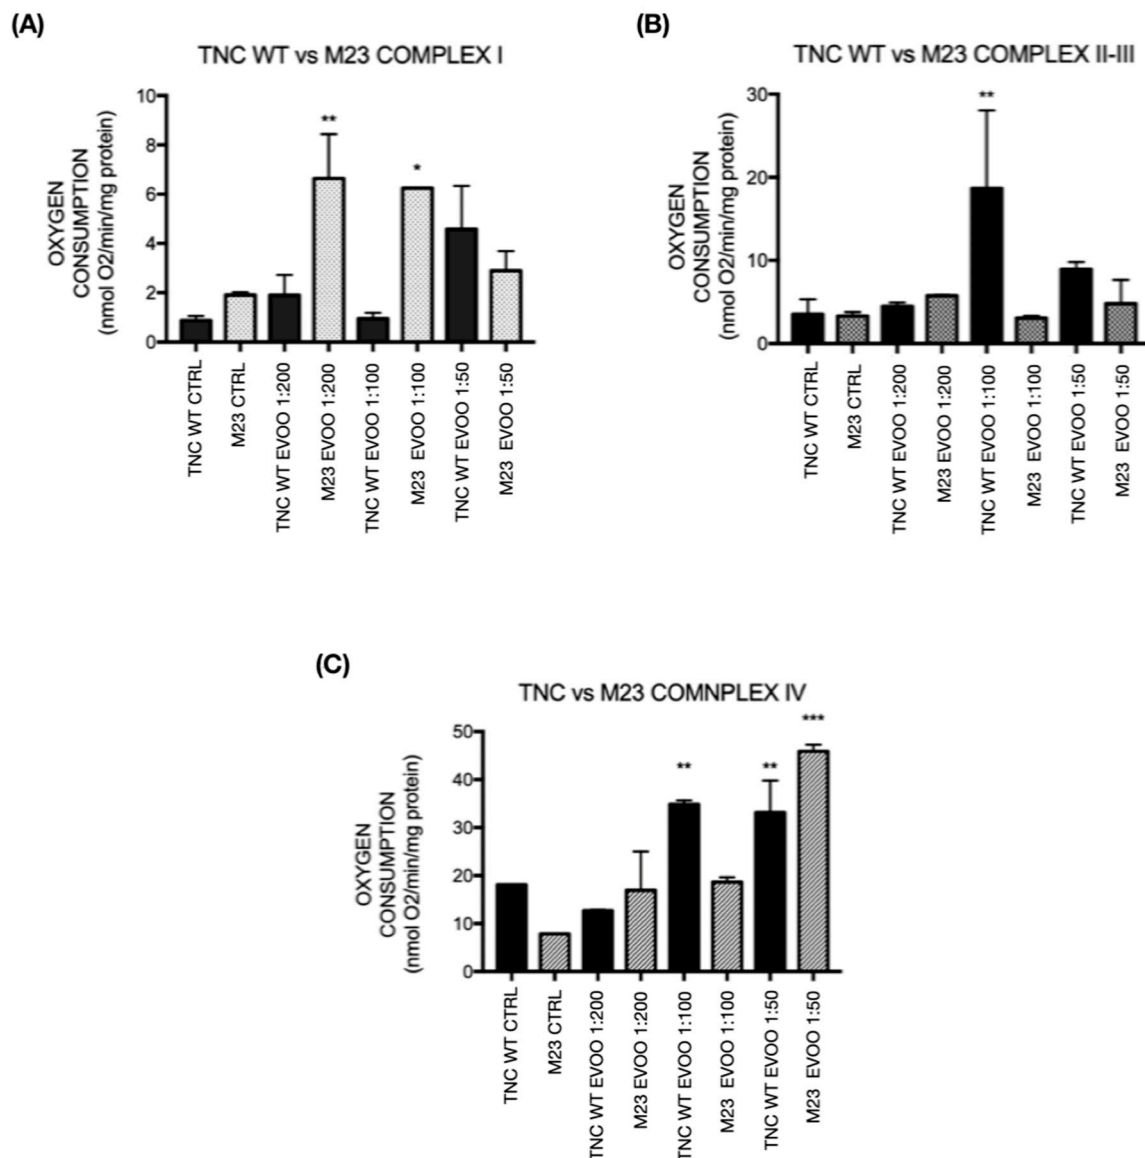 (A)
TNC WT vs M23 COMPLEX I
OXYGEN
CONSUMPTION
(nmol O2/min/mg protein)
10
8
6
4
2
0
**
*
TNC WT CTRL
M23 CTRL
TNC WT EVOO 1:200
M23 EVOO 1:200
TNC WT EVOO 1:100
M23 EVOO 1:100
TNC WT EVOO 1:50
M23 EVOO 1:50
(B)
TNC WT vs M23 COMPLEX II-III
OXYGEN
CONSUMPTION
(nmol O2/min/mg protein)
30
20
10
0
**
TNC WT CTRL
M23 CTRL
TNC WT EVOO 1:200
M23 EVOO 1:200
TNC WT EVOO 1:100
M23 EVOO 1:100
TNC WT EVOO 1:50
M23 EVOO 1:50
(C)
TNC vs M23 COMNPLEX IV
OXYGEN
CONSUMPTION
(nmol O2/min/mg protein)
50
40
30
20
10
0
**
**
***
TNC WT CTRL
M23 CTRL
TNC WT EVOO 1:200
M23 EVOO 1:200
TNC WT EVOO 1:100
M23 EVOO 1:100
TNC WT EVOO 1:50
M23 EVOO 1:50